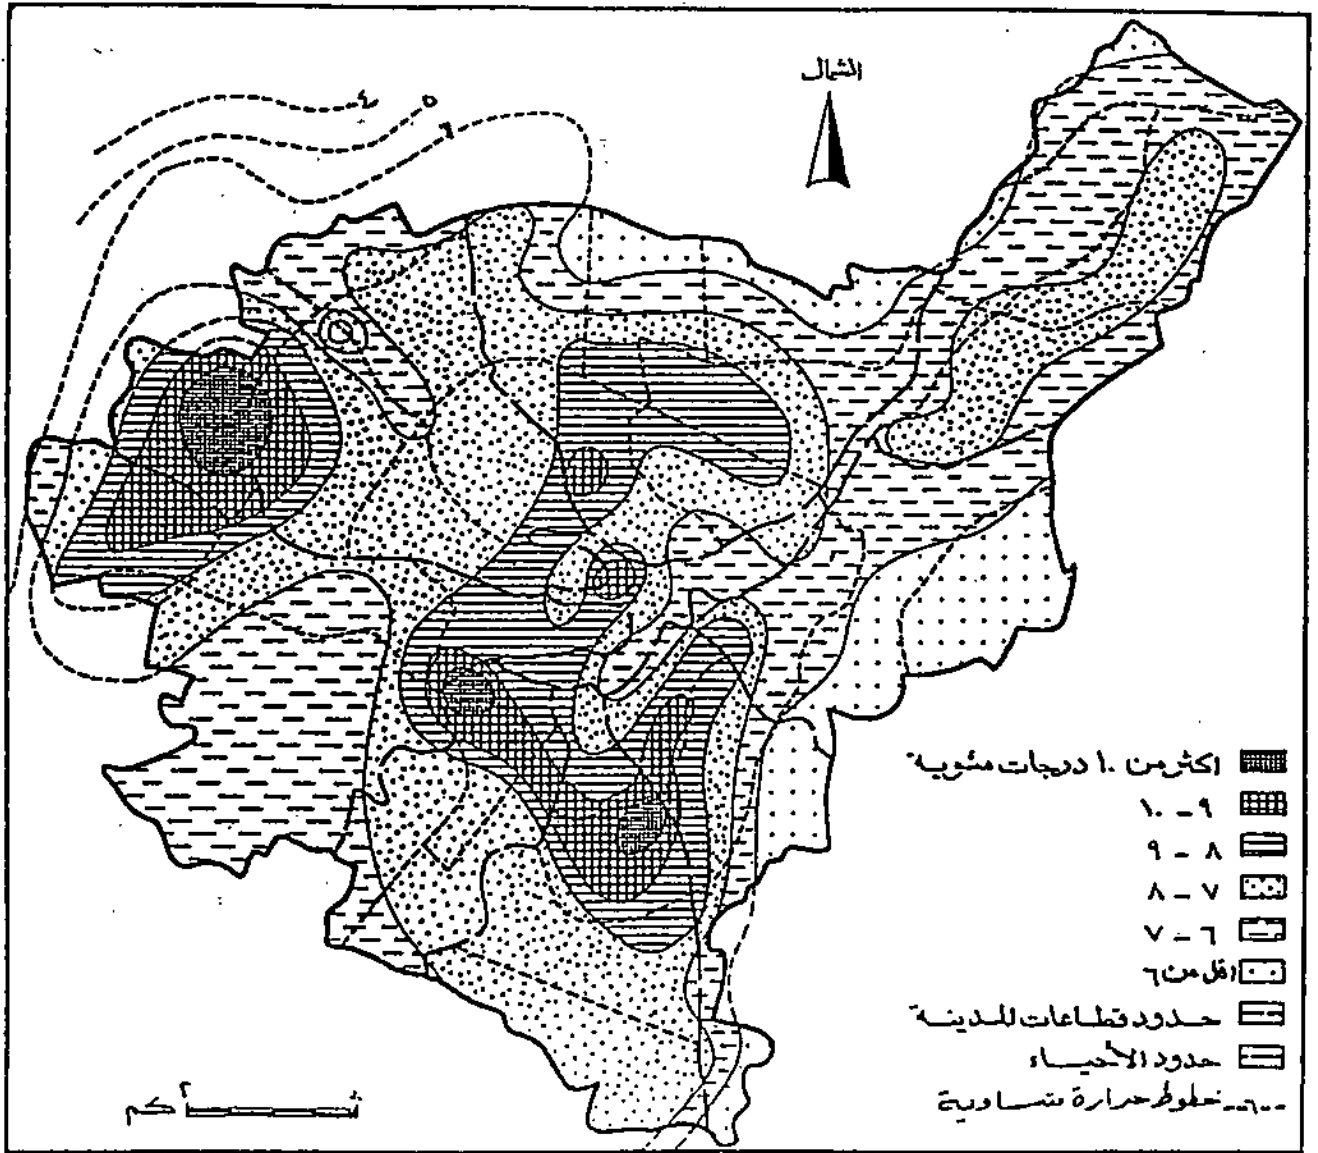 الشمال
٤
٥
٦
اكثر من ١٠ درجات مئوية
٩ - ١٠
٨ - ٩
٧ - ٨
٦ - ٧
اقل من ٦
حدود قطاعات المدينة
حدود الأحياء
--٦-- خطوط حرارة متساوية
٢ كم